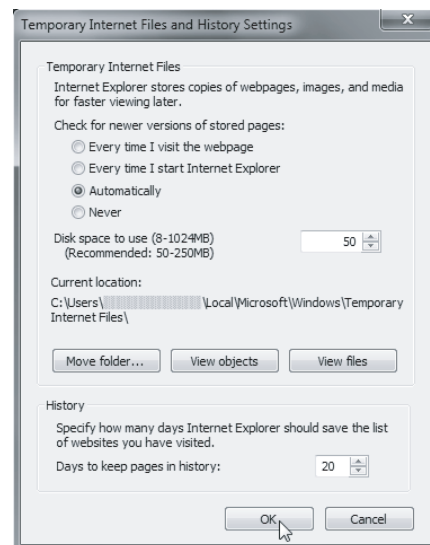 Temporary Internet Files and History Settings
Temporary Internet Files
Internet Explorer stores copies of webpages, images, and media
for faster viewing later.
Check for newer versions of stored pages:
Every time I visit the webpage
Every time I start Internet Explorer
Automatically
Never
Disk space to use (8-1024MB) 50
(Recommended: 50-250MB)
Current location:
C:\Users\ \Local\Microsoft\Windows\Temporary
Internet Files\
Move folder... View objects View files
History
Specify how many days Internet Explorer should save the list
of websites you have visited.
Days to keep pages in history: 20
OK Cancel